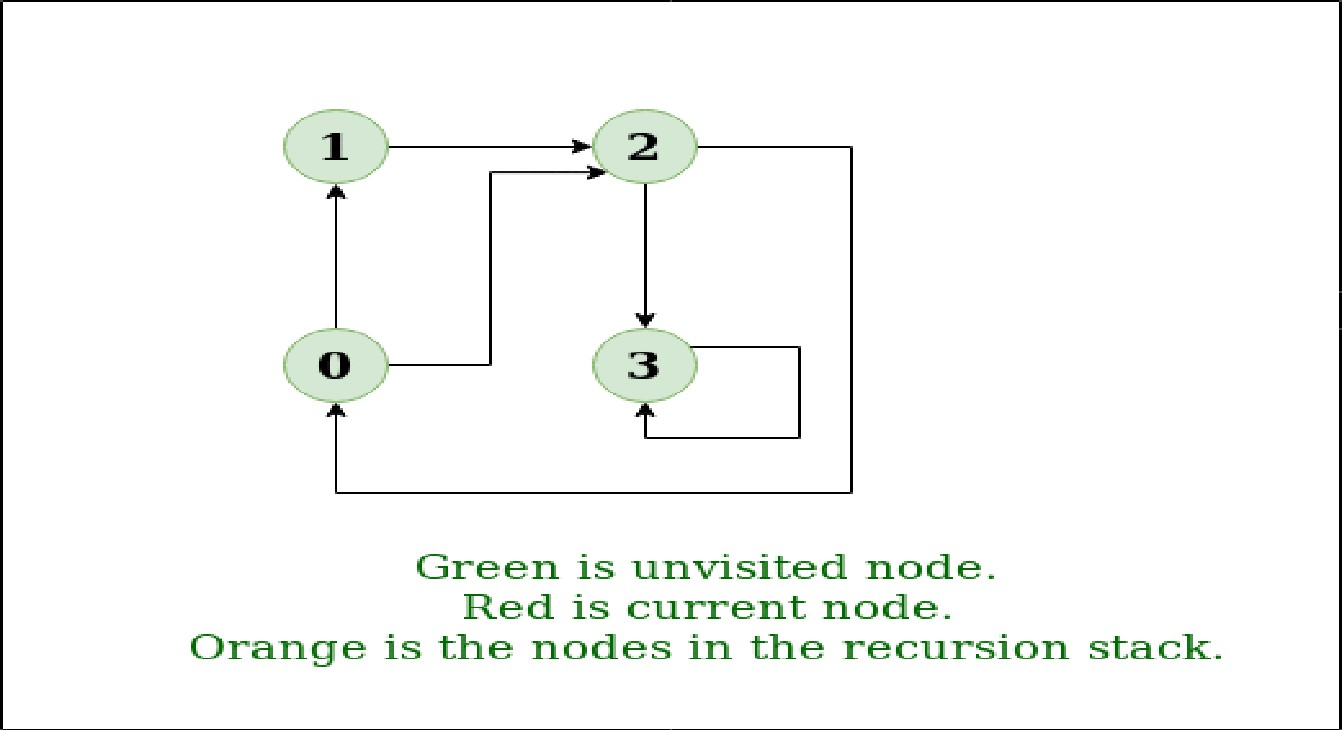 1 2
0 3
Green is unvisited node.
Red is current node.
Orange is the nodes in the recursion stack.